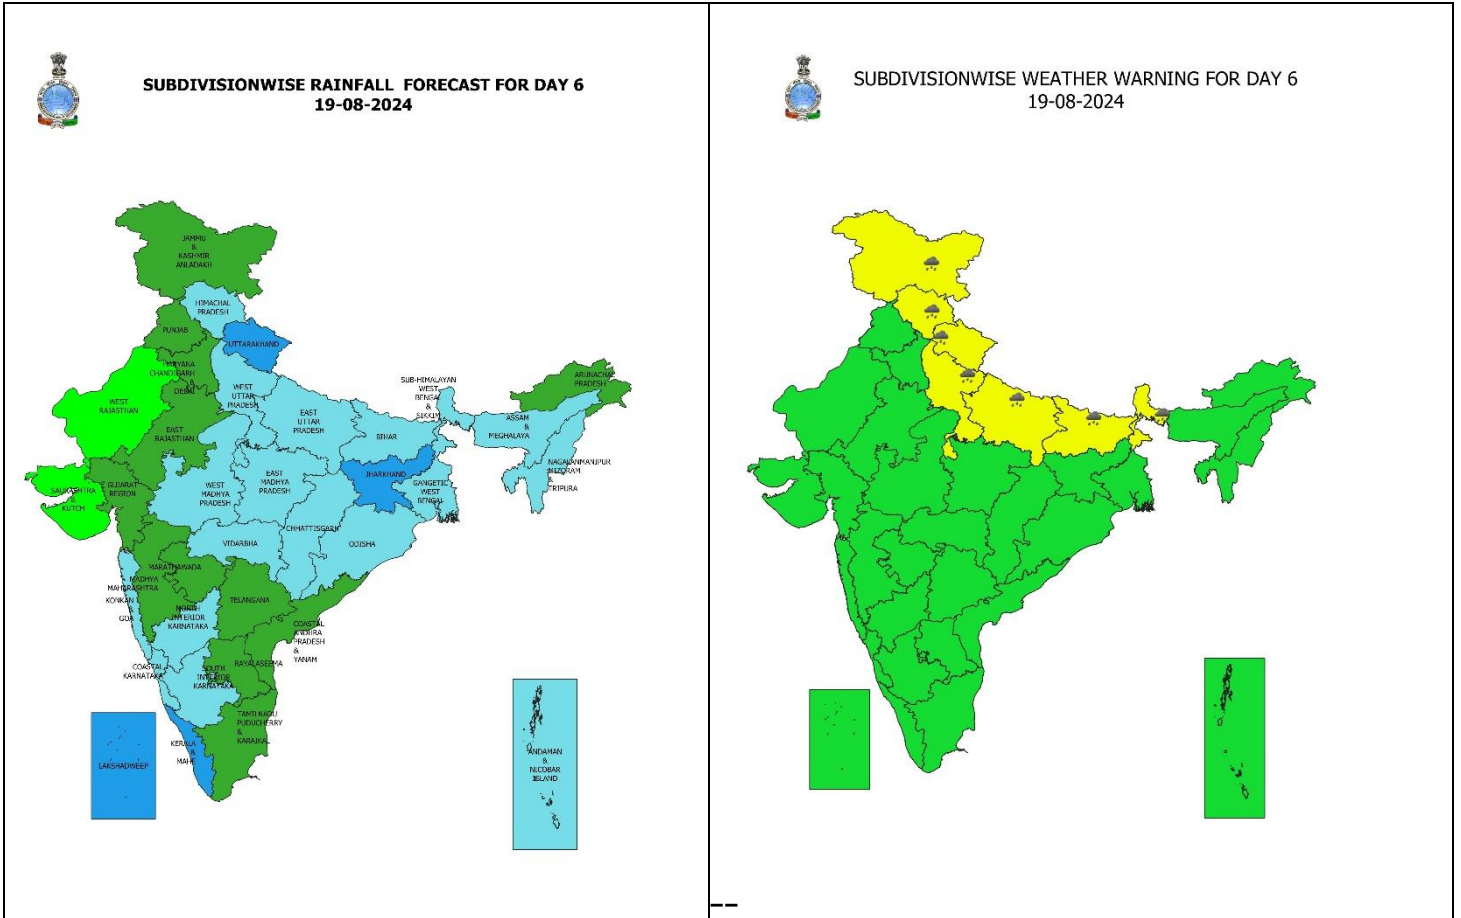 SUBDIVISIONWISE RAINFALL FORECAST FOR DAY 6
19-08-2024
JAMMU
&
KASHMIR
ANLADAKH
HIMACHAL
PRADESH
PUNJAB
UTTARAKHAND
HARYANA
CHANDIGARH
&
DELHI
WEST
RAJASTHAN
WEST
UTTAR
PRADESH
EAST
RAJASTHAN
EAST
UTTAR
PRADESH
SUB-HIMALAYAN
WEST
BENGAL
&
SIKKIM
ARUNACHAL
PRADESH
ASSAM
&
MEGHALAYA
BIHAR
NAGALANMANIPUR
MIZORAM
&
TRIPURA
JHARKHAND
GANGETIC
WEST
BENGAL
SAURASHTRA
&
KUTCH
GUJARAT
REGION
WEST
MADHYA
PRADESH
EAST
MADHYA
PRADESH
CHHATTISGARH
VIDARBHA
ODISHA
MARATHAWADA
MADHYA
MAHARASHTRA
KONKAN
&
GOA
NORTH
INTERIOR
KARNATAKA
TELANGANA
COASTAL
ANDHRA
PRADESH
&
YANAM
COASTAL
KARNATAKA
SOUTH
INTERIOR
KARNATAKA
RAYALASEEMA
TAMILNADU
PUDUCHERRY
&
KARAIKAL
KERALA
&
MAHE
LAKSHADWEEP
ANDAMAN
&
NICOBAR
ISLAND
SUBDIVISIONWISE WEATHER WARNING FOR DAY 6
19-08-2024
--